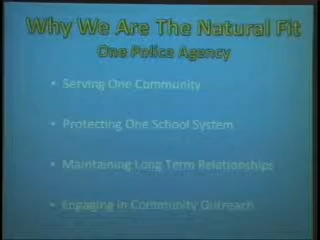 Why We Are The Natural Fit
One Police Agency
• Serving One Community
• Protecting One School System
• Maintaining Long Term Relationships
• Engaging in Community Outreach